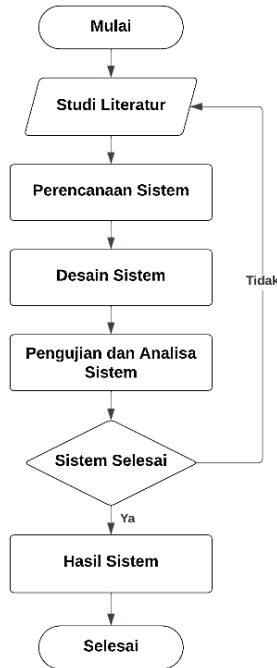 Mulai
Studi Literatur
Perencanaan Sistem
Desain Sistem
Tidak
Pengujian dan Analisa
Sistem
Sistem Selesai
Ya
Hasil Sistem
Selesai